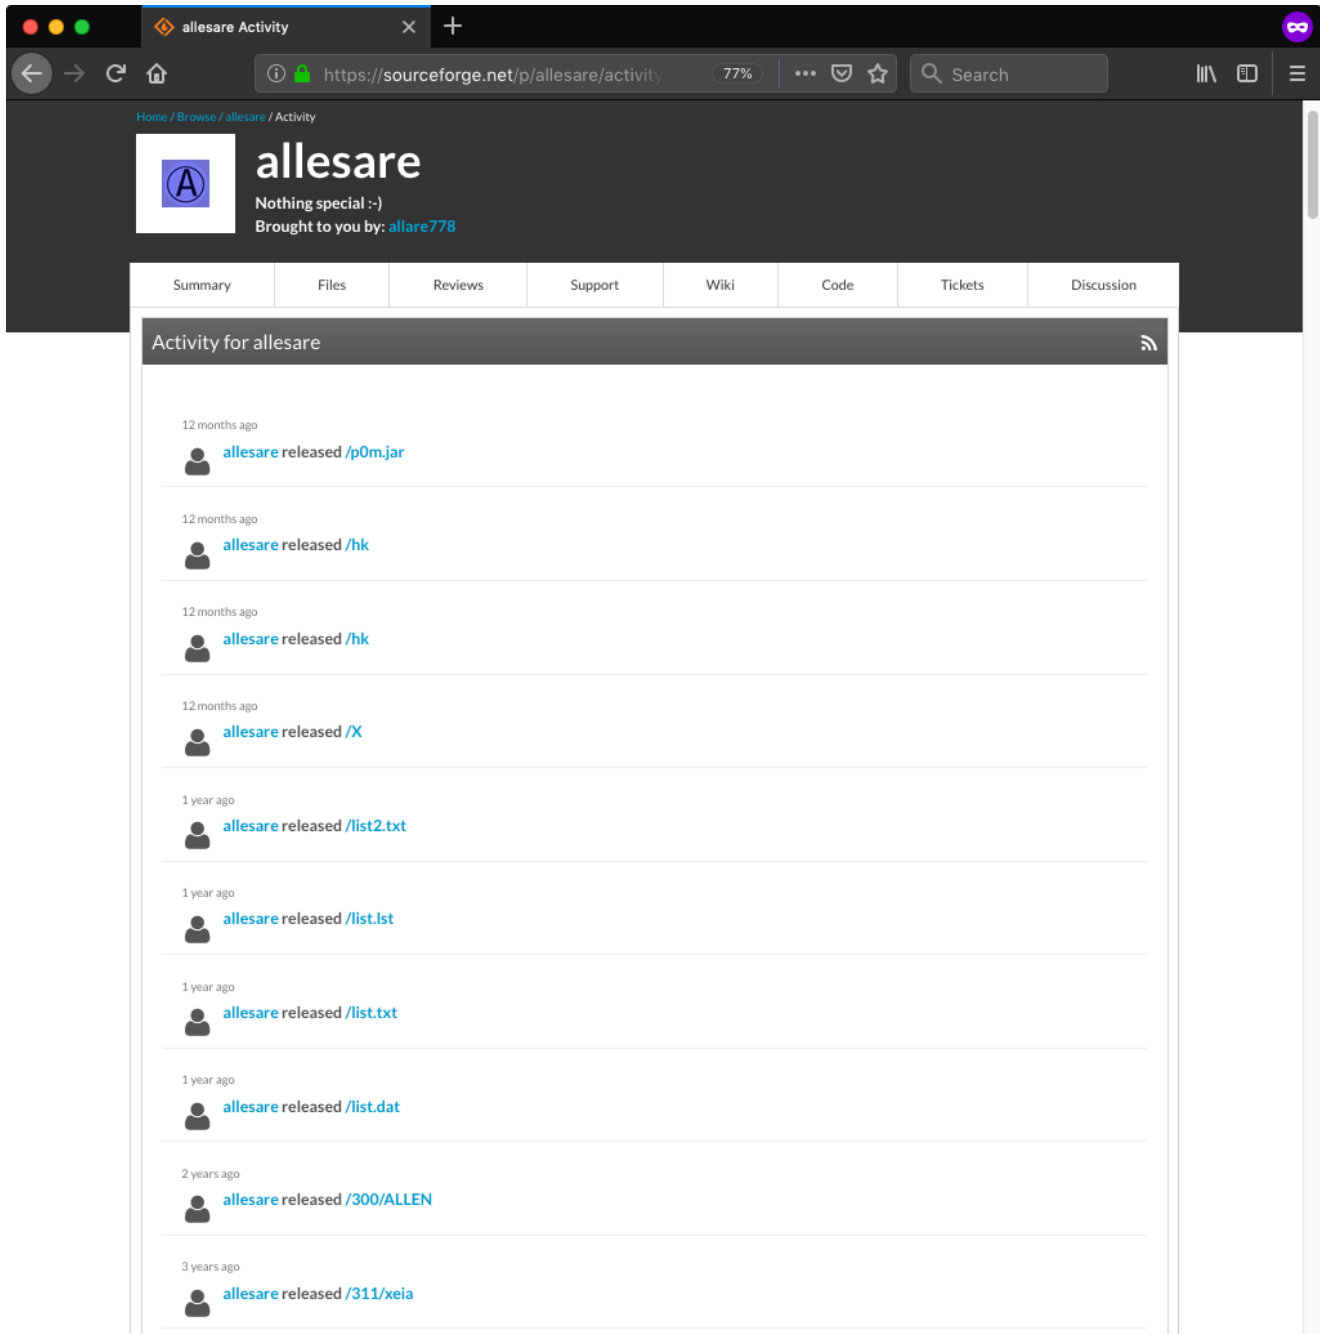 allesare Activity
https://sourceforge.net/p/allesare/activity
77%
Search
Home / Browse / allesare / Activity
A
allesare
Nothing special :-)
Brought to you by: allare778
Summary Files Reviews Support Wiki Code Tickets Discussion
Activity for allesare
12 months ago
allesare released /p0m.jar
12 months ago
allesare released /hk
12 months ago
allesare released /hk
12 months ago
allesare released /X
1 year ago
allesare released /list2.txt
1 year ago
allesare released /list.lst
1 year ago
allesare released /list.txt
1 year ago
allesare released /list.dat
2 years ago
allesare released /300/ALLEN
3 years ago
allesare released /311/xeia